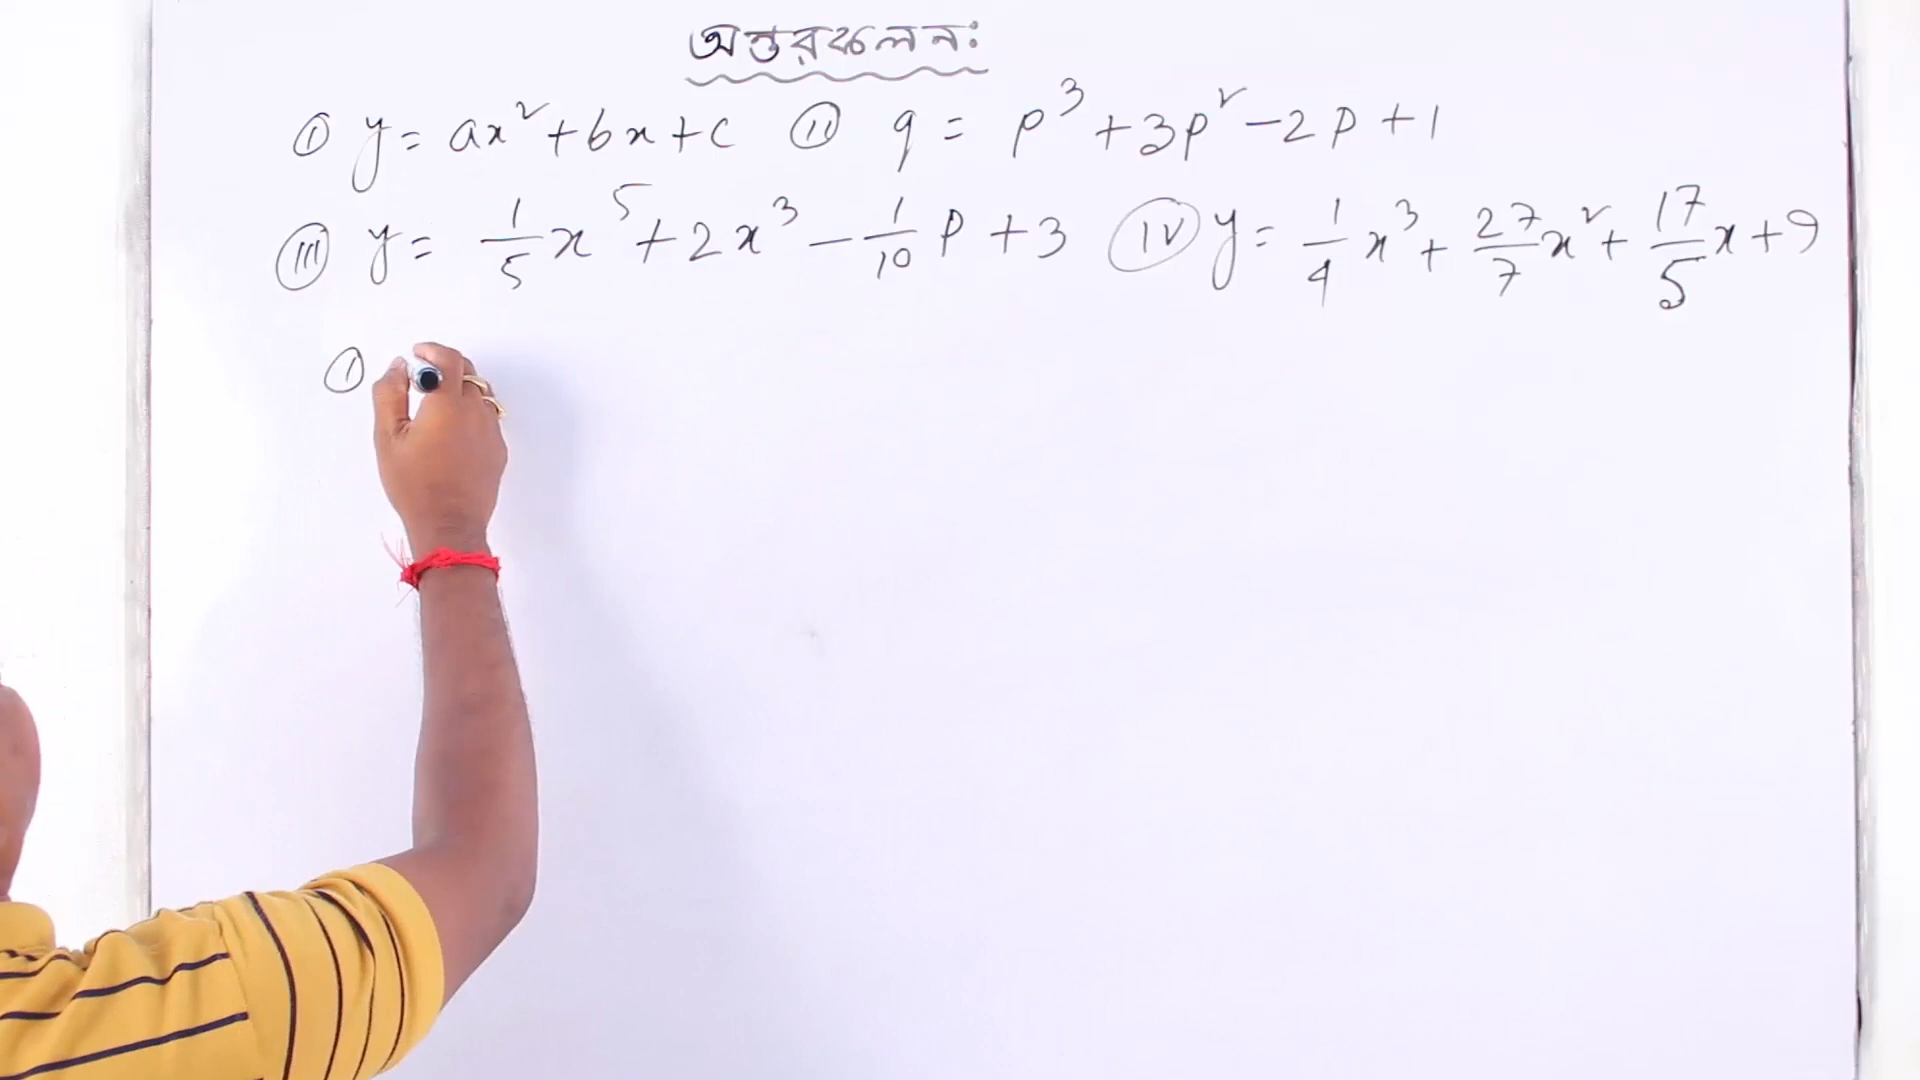 অন্তরকলনঃ
(i) y = ax² + bx + c (ii) q = p³ + 3p² - 2p + 1
(iii) y = 1/5 x⁵ + 2x³ - 1/10 p + 3 (iv) y = 1/4 x³ + 27/7 x² + 17/5 x + 9
(i)